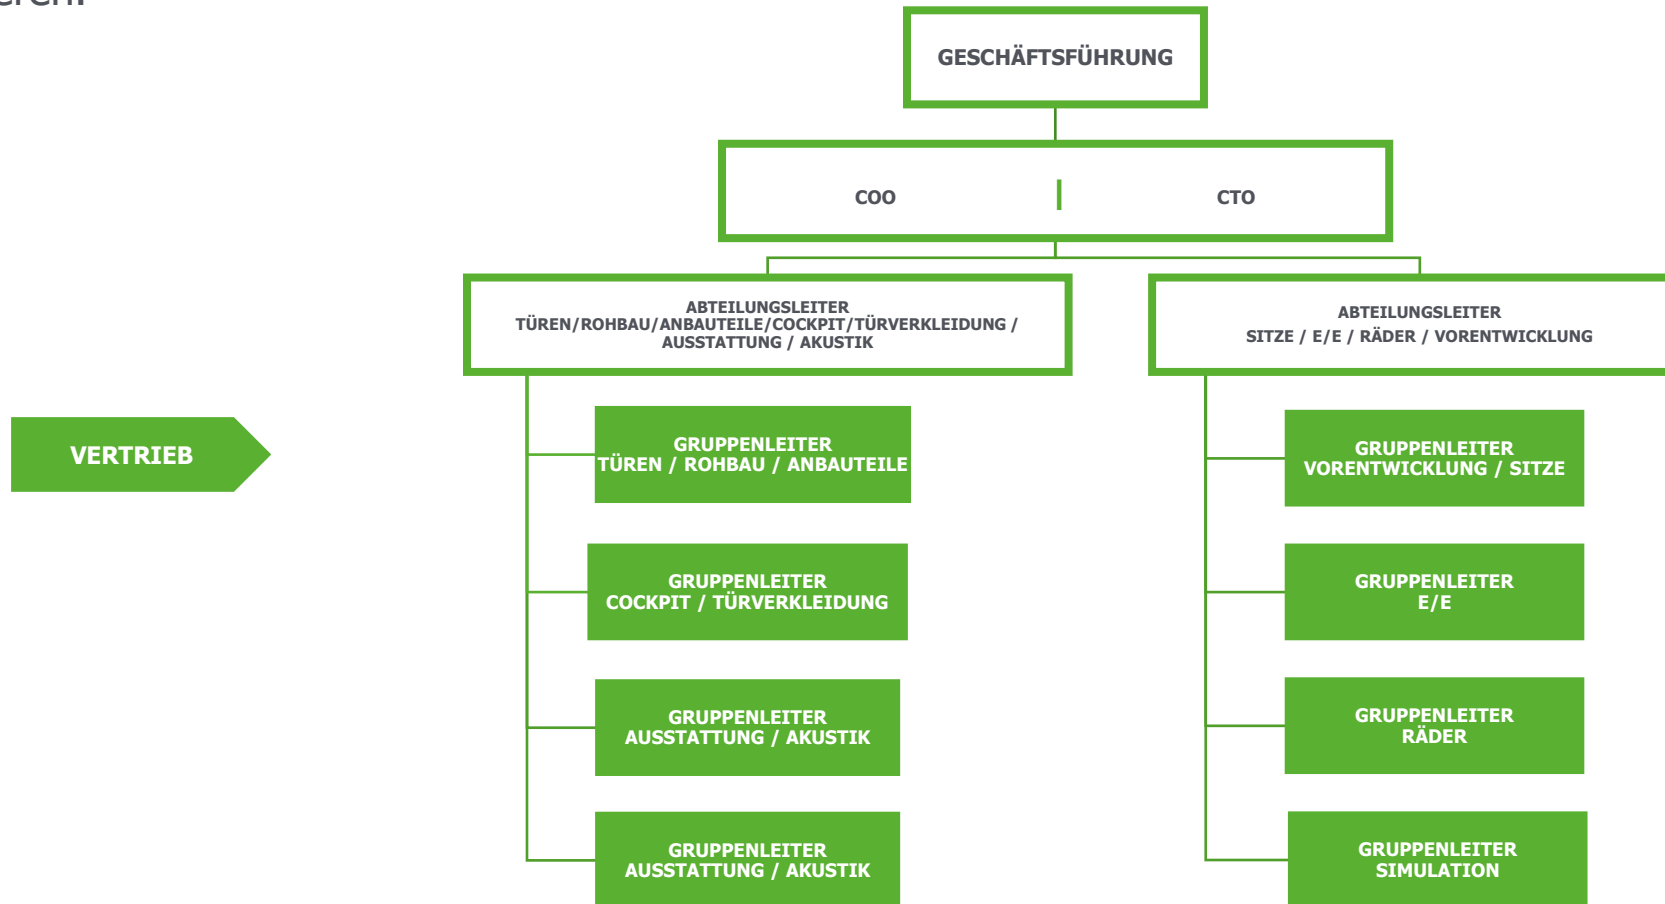 GESCHÄFTSFÜHRUNG
COO
CTO
ABTEILUNGSLEITER
TÜREN/ROHBAU/ANBAUTEILE/COCKPIT/TÜRVERKLEIDUNG /
AUSSTATTUNG / AKUSTIK
ABTEILUNGSLEITER
SITZE / E/E / RÄDER / VORENTWICKLUNG
VERTRIEB
GRUPPENLEITER
TÜREN / ROHBAU / ANBAUTEILE
GRUPPENLEITER
COCKPIT / TÜRVERKLEIDUNG
GRUPPENLEITER
AUSSTATTUNG / AKUSTIK
GRUPPENLEITER
AUSSTATTUNG / AKUSTIK
GRUPPENLEITER
VORENTWICKLUNG / SITZE
GRUPPENLEITER
E/E
GRUPPENLEITER
RÄDER
GRUPPENLEITER
SIMULATION